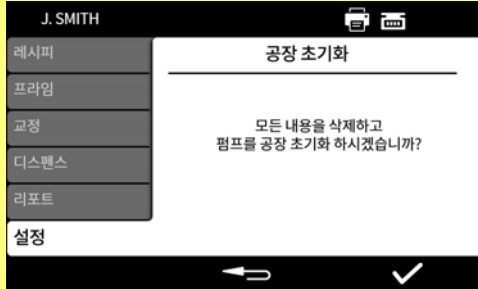 J. SMITH
레시피
프라임
교정
디스펜스
리포트
설정
공장 초기화
모든 내용을 삭제하고
펌프를 공장 초기화 하시겠습니까?